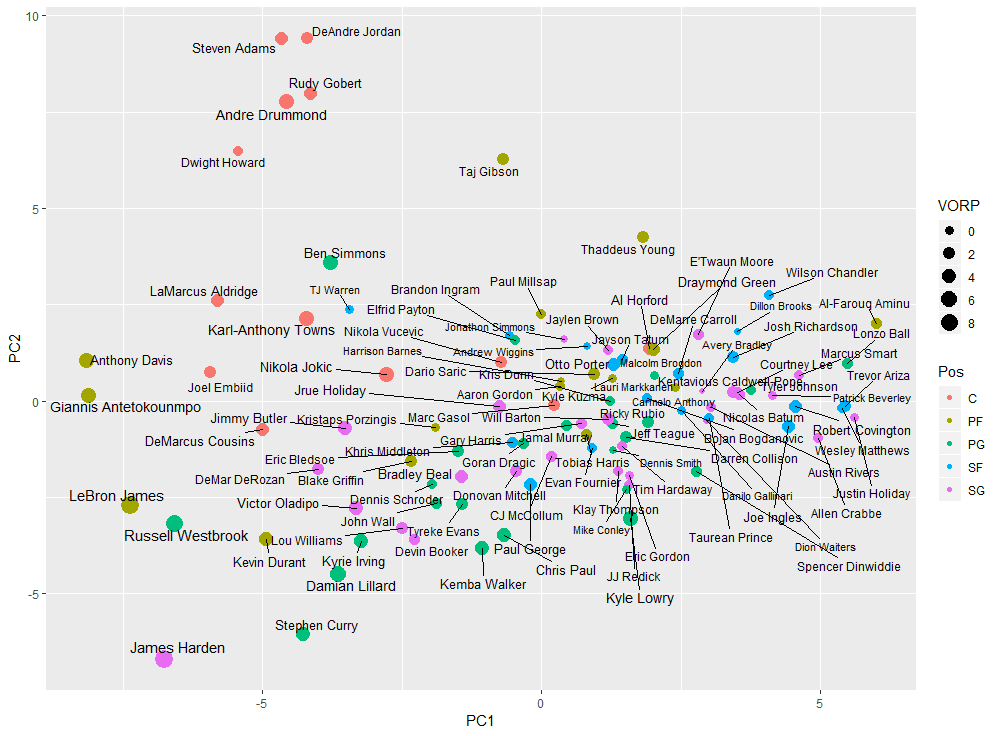 10
DeAndre Jordan
Steven Adams
Rudy Gobert
Andre Drummond
Dwight Howard
Taj Gibson
VORP
0
2
4
6
8
5
Thaddeus Young
Ben Simmons
E'Twaun Moore
Wilson Chandler
Paul Millsap
Draymond Green
LaMarcus Aldridge
TJ Warren
Brandon Ingram
Al Horford
Dillon Brooks
Al-Farouq Aminu
Elfrid Payton
Jaylen Brown
DeMarre Carroll
Josh Richardson
Lonzo Ball
Karl-Anthony Towns
Nikola Vucevic
Jonathon Simmons
Jayson Tatum
Avery Bradley
Marcus Smart
PC2
Harrison Barnes
Andrew Wiggins
Anthony Davis
Nikola Jokic
Dario Saric
Kris Dunn
Otto Porter
Malcolm Brogdon
Courtney Lee
Trevor Ariza
Pos
C
PF
PG
SF
SG
Joel Embiid
Jrue Holiday
Aaron Gordon
Lauri Markkanen
Kentavious Caldwell-Pope
Tyler Johnson
Patrick Beverley
0
Giannis Antetokounmpo
Kyle Kuzma
Carmelo Anthony
Jimmy Butler
Kristaps Porzingis
Marc Gasol
Will Barton
Ricky Rubio
Nicolas Batum
Robert Covington
DeMarcus Cousins
Gary Harris
Jamal Murray
Jeff Teague
Bojan Bogdanovic
Wesley Matthews
Eric Bledsoe
Khris Middleton
Goran Dragic
Tobias Harris
Dennis Smith
Darren Collison
DeMar DeRozan
Blake Griffin
Bradley Beal
Evan Fournier
Austin Rivers
LeBron James
Victor Oladipo
Dennis Schroder
Donovan Mitchell
Tim Hardaway
Danilo Gallinari
Justin Holiday
CJ McCollum
Klay Thompson
Joe Ingles
Allen Crabbe
John Wall
Tyreke Evans
Mike Conley
Taurean Prince
Russell Westbrook
Lou Williams
Devin Booker
Paul George
Eric Gordon
Dion Waiters
Kevin Durant
Kyrie Irving
Chris Paul
Spencer Dinwiddie
Damian Lillard
Kemba Walker
JJ Redick
Kyle Lowry
-5
Stephen Curry
James Harden
-5
0
5
PC1